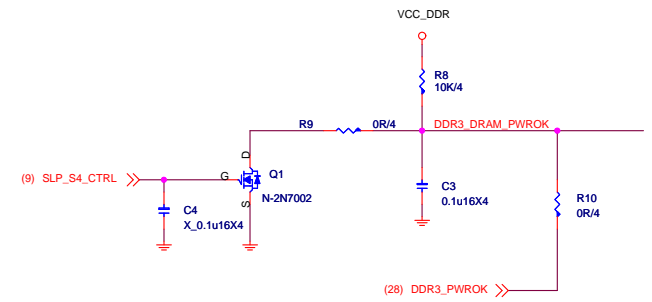 VCC_DDR
R8
10K/4
R9
0R/4
DDR3_DRAM_PWROK
D
(9) SLP_S4_CTRL
G
Q1
N-2N7002
S
C3
0.1u16X4
R10
0R/4
C4
X_0.1u16X4
(28) DDR3_PWROK